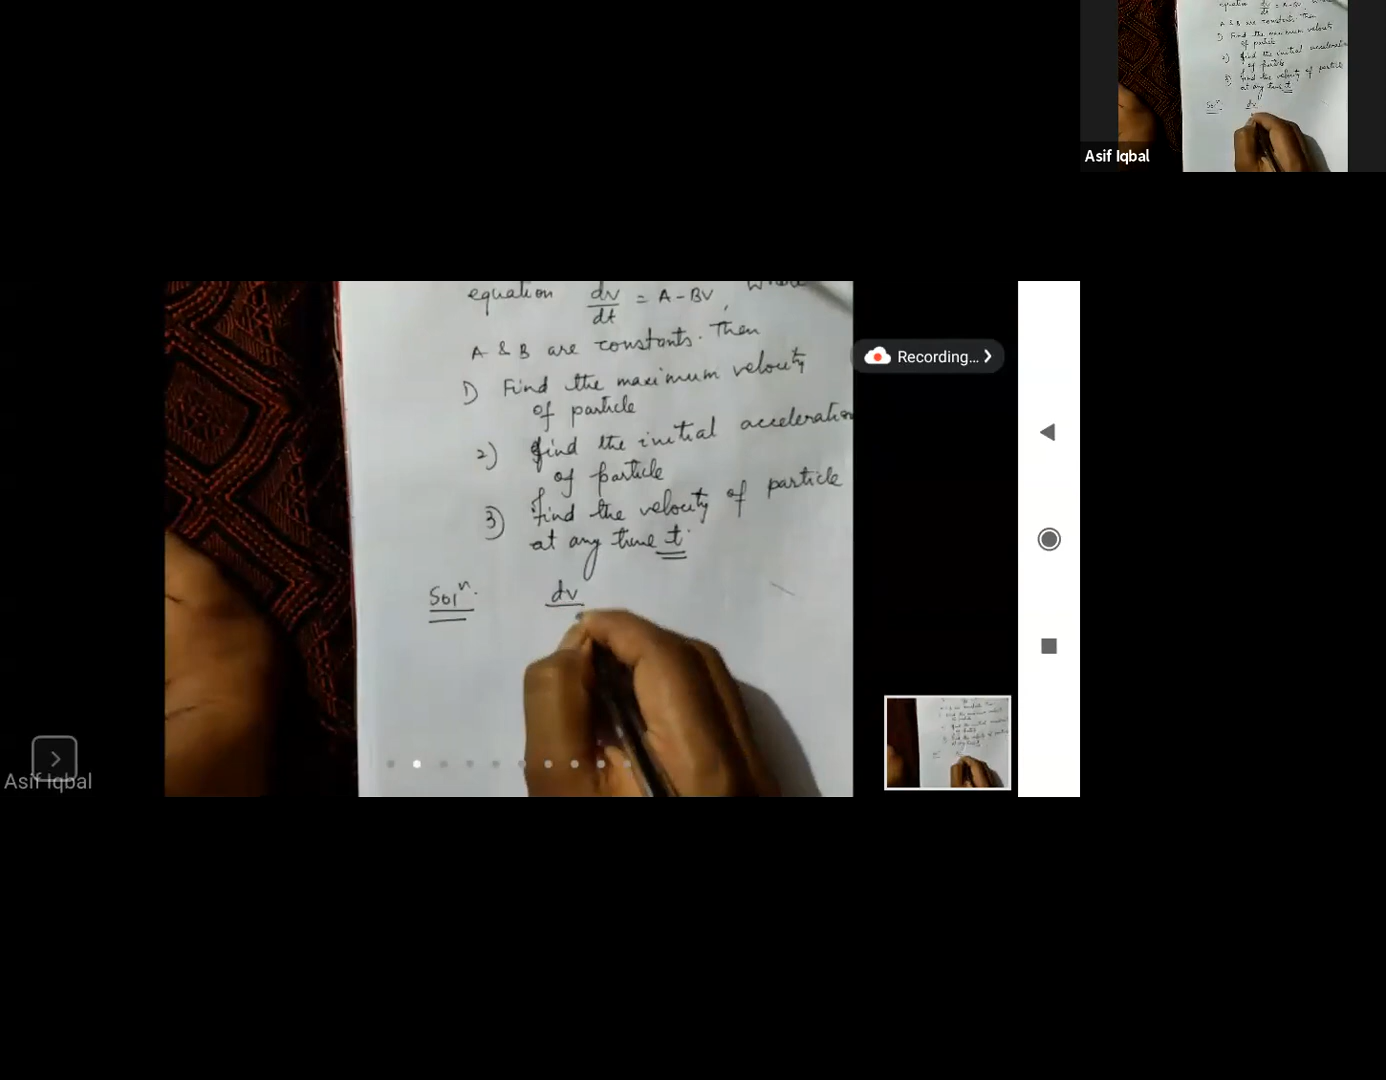 equation dv/dt = A - BV, where
A & B are constants. Then
1) Find the maximum velocity
of particle
2) find the initial acceleration
of particle
3) find the velocity of particle
at any time t.
Solⁿ. dv
Recording...
Asif Iqbal
Asif Iqbal